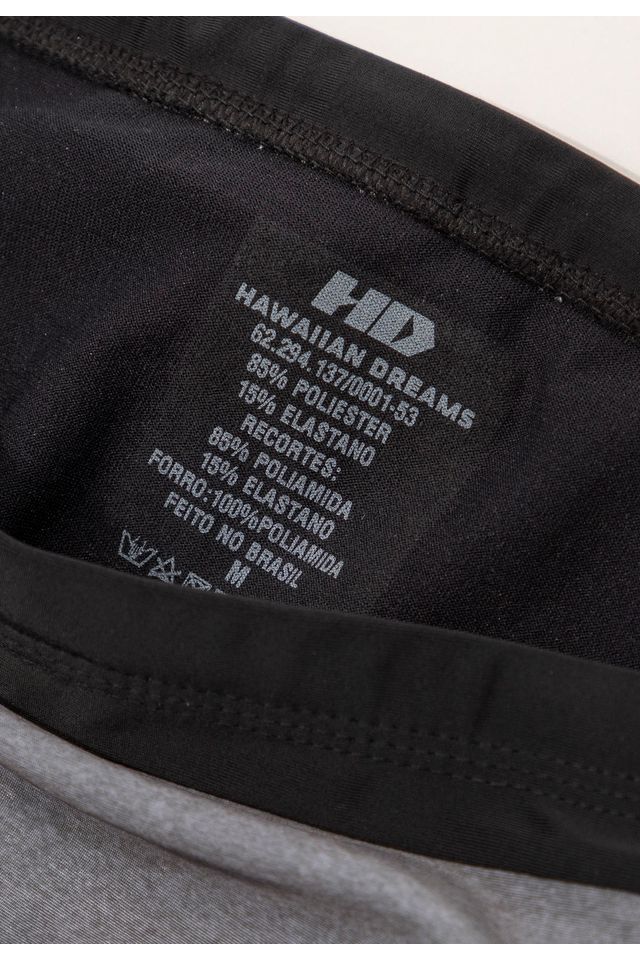 HD
HAWAIIAN DREAMS
62.294.137/0001-53
85% POLIESTER
15% ELASTANO
RECORTES:
85% POLIAMIDA
15% ELASTANO
FORRO:100%POLIAMIDA
FEITO NO BRASIL
M